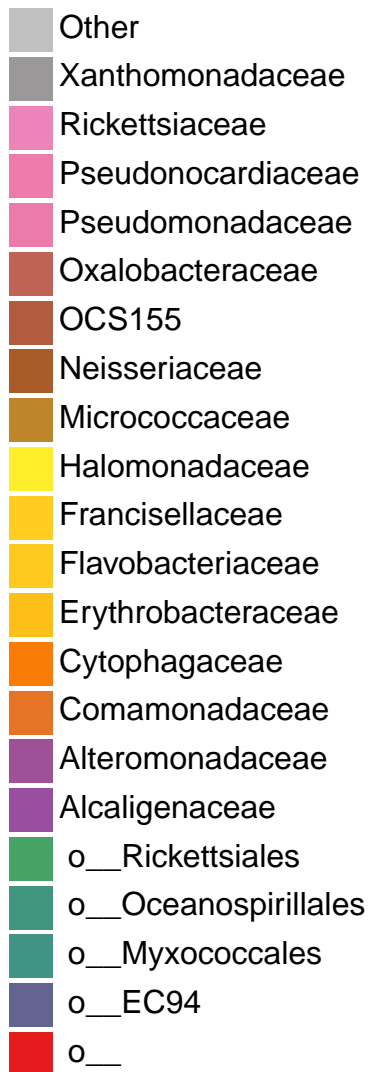 Other
Xanthomonadaceae
Rickettsiaceae
Pseudonocardiaceae
Pseudomonadaceae
Oxalobacteraceae
OCS155
Neisseriaceae
Micrococcaceae
Halomonadaceae
Francisellaceae
Flavobacteriaceae
Erythrobacteraceae
Cytophagaceae
Comamonadaceae
Alteromonadaceae
Alcaligenaceae
o__Rickettsiales
o__Oceanospirillales
o__Myxococcales
o__EC94
o__